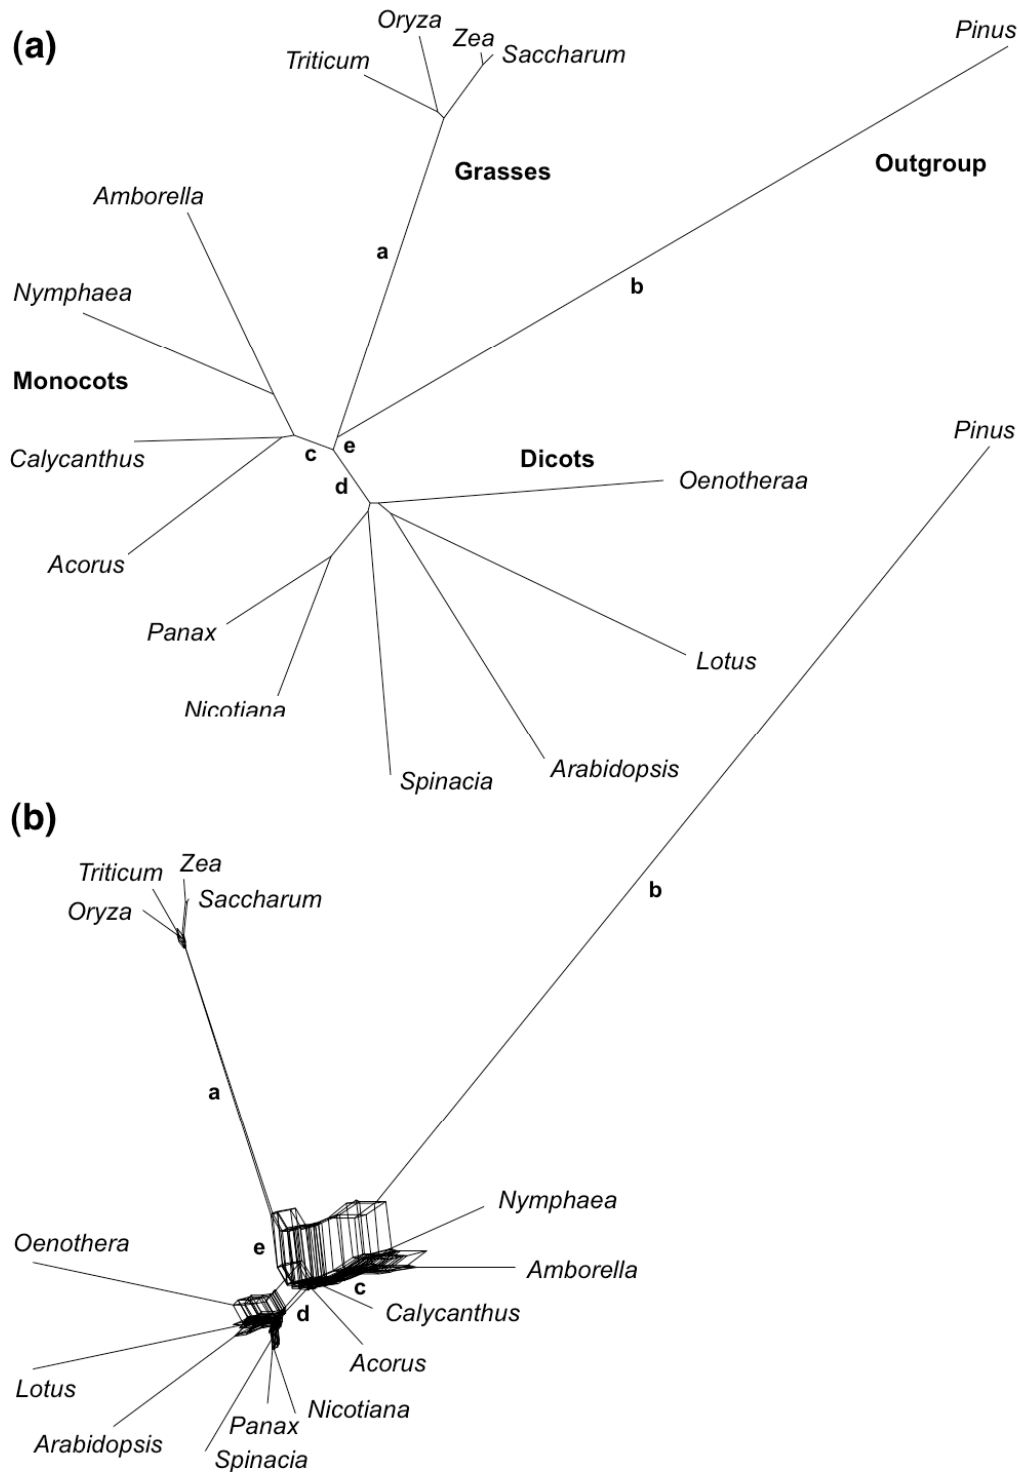 (a)
Oryza
Zea
Triticum
Saccharum
Pinus
Grasses
Outgroup
Amborella
a
b
Nymphaea
Monocots
Calycanthus
c
e
d
Dicots
Oenotheraa
Pinus
Acorus
Panax
Lotus
Nicotiana
Spinacia
Arabidopsis
(b)
Triticum
Zea
Oryza
Saccharum
b
a
Nymphaea
Oenothera
e
Amborella
c
d
Calycanthus
Acorus
Lotus
Nicotiana
Panax
Arabidopsis
Spinacia